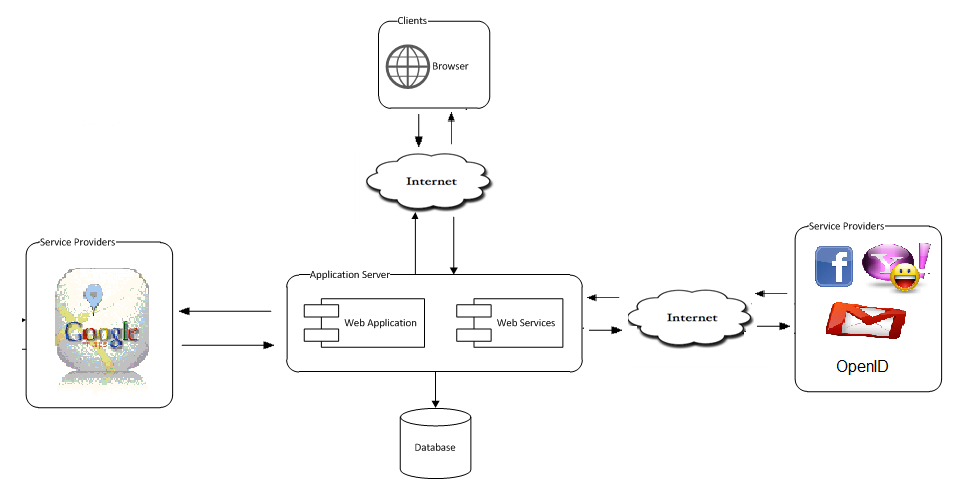 Clients
Browser
Internet
Service Providers
Google
Application Server
Web Application
Web Services
Internet
Service Providers
f
Y!
OpenID
Database